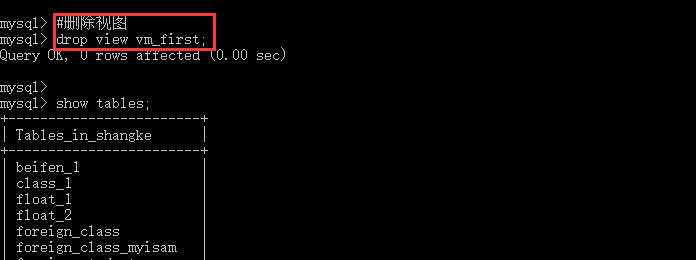 mysql> #删除视图
mysql> drop view vm_first;
Query OK, 0 rows affected (0.00 sec)
mysql>
mysql> show tables;
+------------------------+
| Tables_in_shangke      |
+------------------------+
| beifen_1               |
| class_1                |
| float_1                |
| float_2                |
| foreign_class          |
| foreign_class_myisam   |